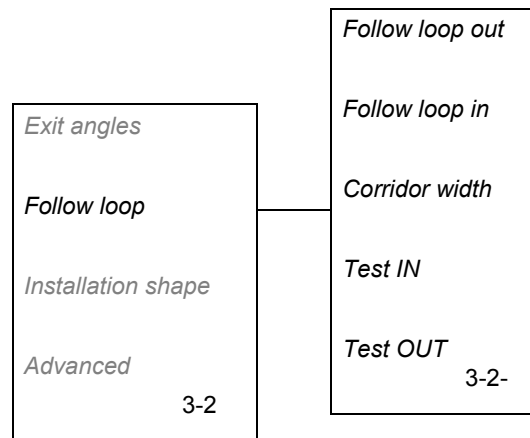 Exit angles
Follow loop
Installation shape
Advanced
3-2
Follow loop out
Follow loop in
Corridor width
Test IN
Test OUT
3-2-